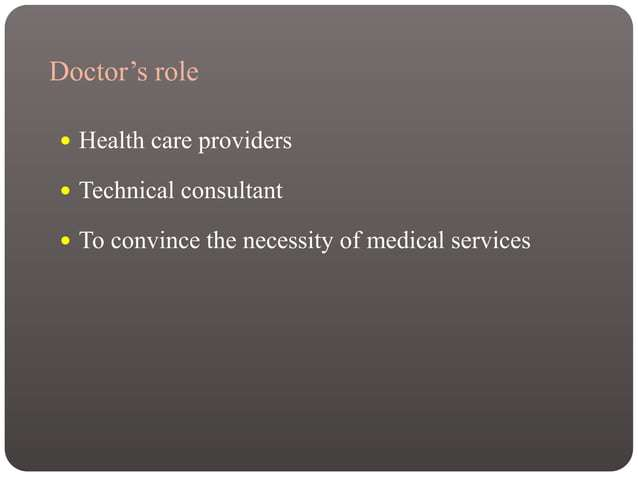 Doctor’s role
• Health care providers
• Technical consultant
• To convince the necessity of medical services